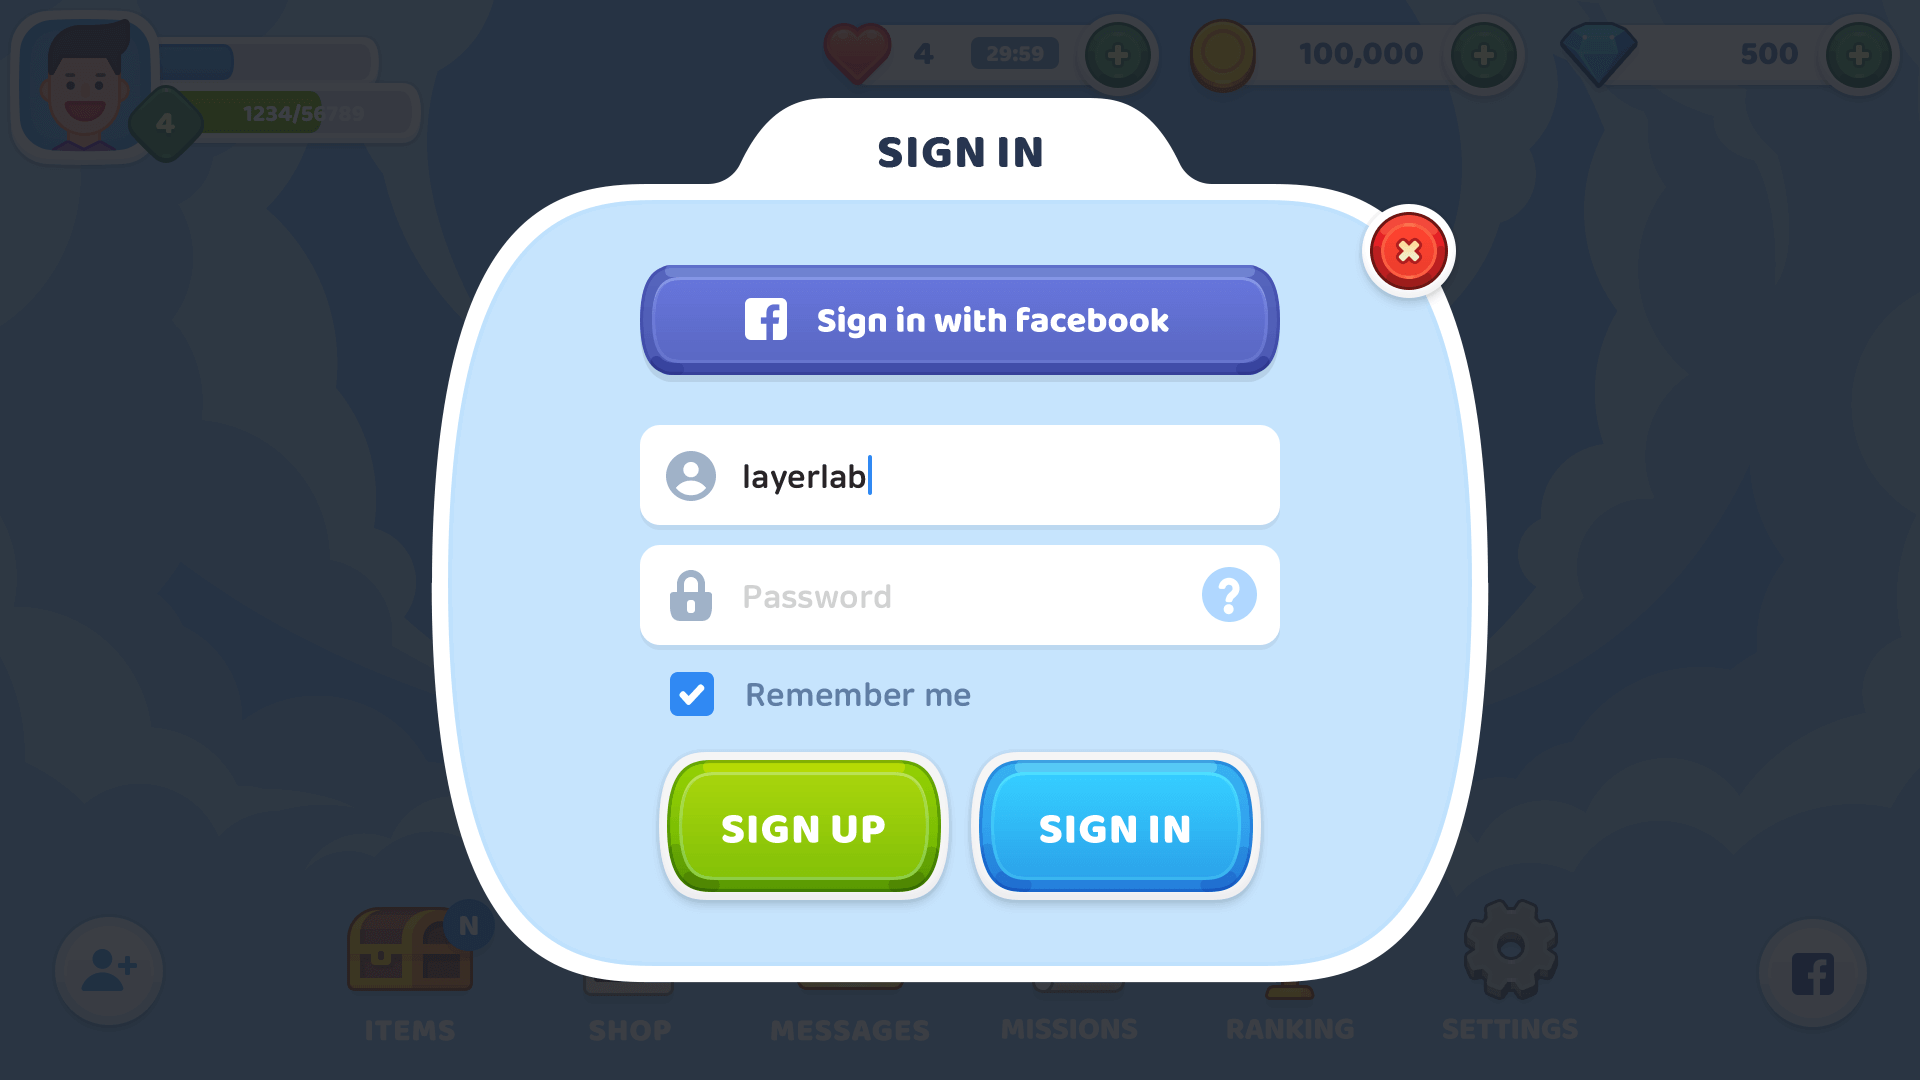 4
29:59
100,000
500
1234/56789
4
SIGN IN
Sign in with facebook
layerlab
Password
?
Remember me
SIGN UP
SIGN IN
N
ITEMS
SHOP
MESSAGES
MISSIONS
RANKING
SETTINGS